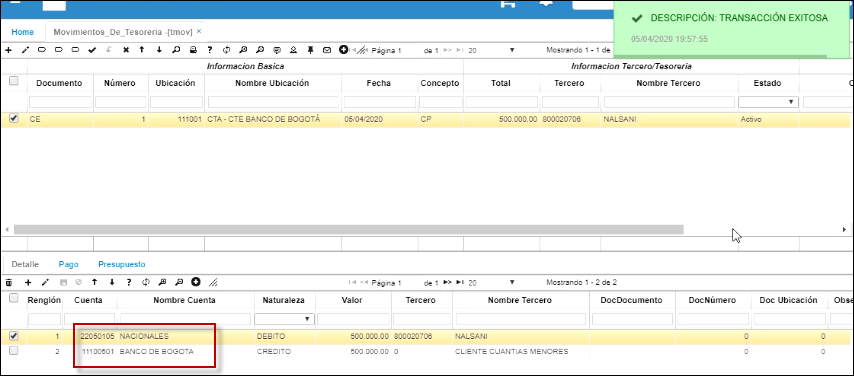 DESCRIPCIÓN: TRANSACCIÓN EXITOSA
05/04/2020 19:57:55
Home Movimientos_De_Tesoreria -[tmov] ×
Página 1 de 1 20 Mostrando 1 - 1 de
Informacion Basica Informacion Tercero/Tesoreria
Documento Número Ubicación Nombre Ubicación Fecha Concepto Total Tercero Nombre Tercero Estado C
CE 1 111001 CTA - CTE BANCO DE BOGOTÁ 05/04/2020 CP 500.000,00 800020706 NALSANI Activo
Detalle Pago Presupuesto
Página 1 de 1 20 Mostrando 1 - 2 de 2
Renglón Cuenta Nombre Cuenta Naturaleza Valor Tercero Nombre Tercero DocDocumento DocNúmero Doc Ubicación Obse
1 22050105 NACIONALES DEBITO 500.000,00 800020706 NALSANI 0 0
2 11100501 BANCO DE BOGOTA CREDITO 500.000,00 0 CLIENTE CUANTIAS MENORES 0 0